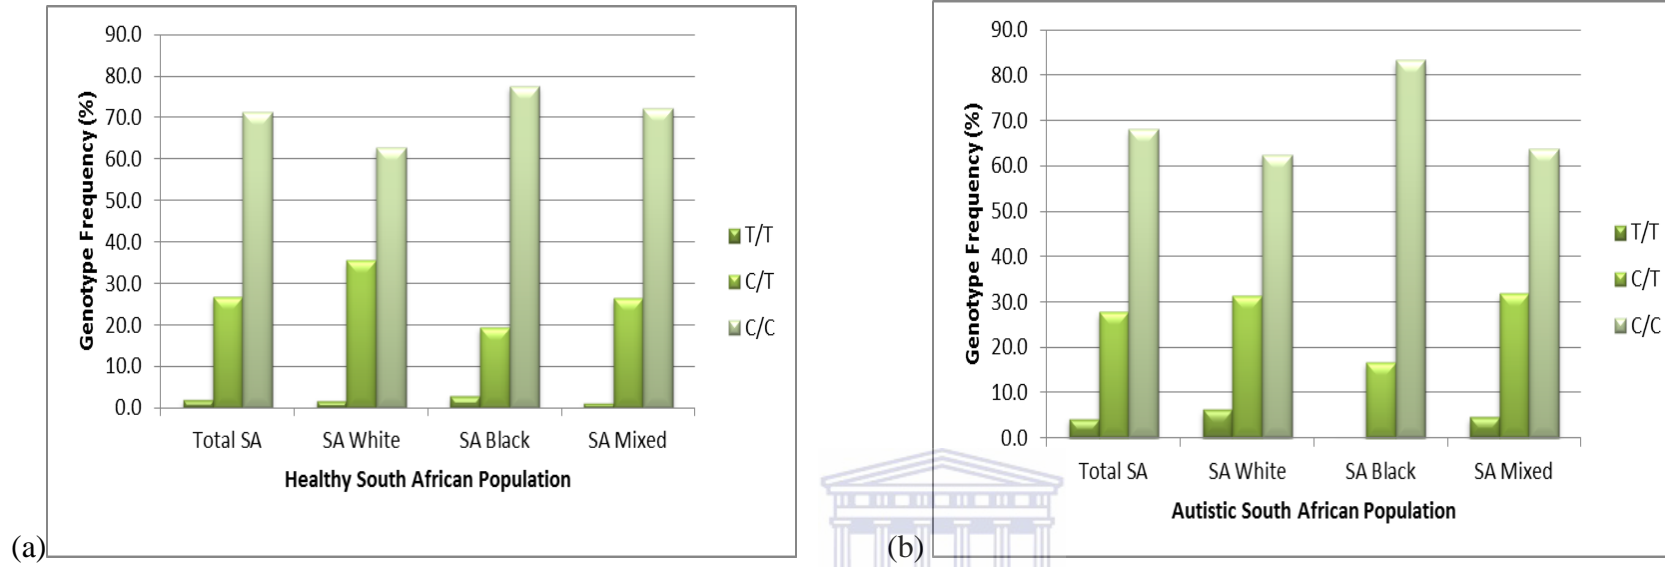 90.0
80.0
70.0
60.0
50.0
40.0
30.0
20.0
10.0
0.0
Genotype Frequency (%)
Total SA SA White SA Black SA Mixed
Healthy South African Population
T/T
C/T
C/C
(a)
90.0
80.0
70.0
60.0
50.0
40.0
30.0
20.0
10.0
0.0
Genotype Frequency (%)
Total SA SA White SA Black SA Mixed
Autistic South African Population
T/T
C/T
C/C
(b)